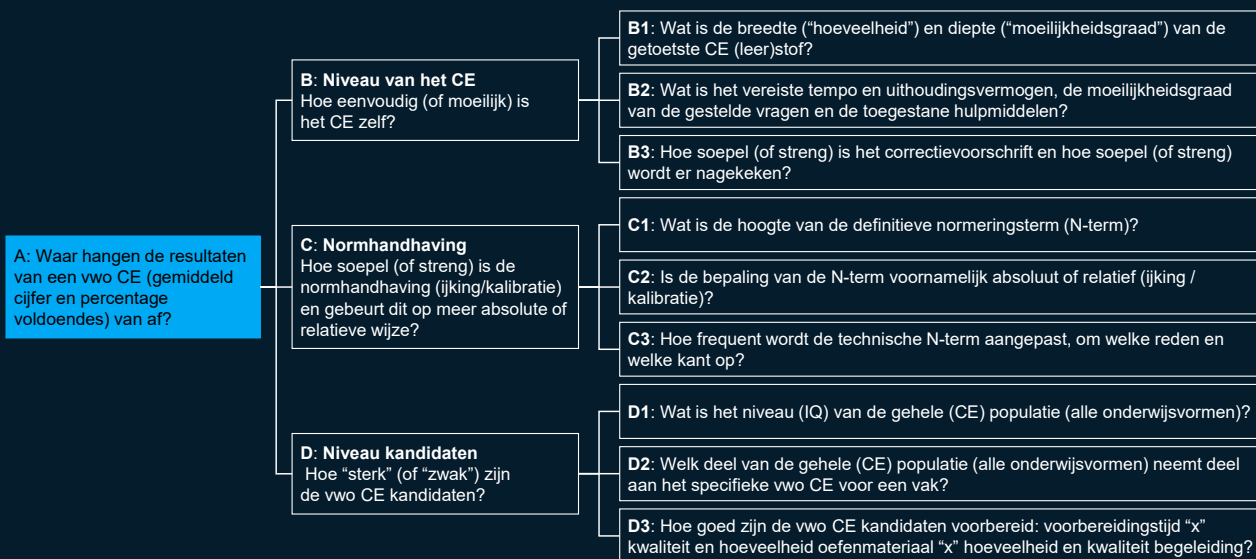 A: Waar hangen de resultaten
van een vwo CE (gemiddeld
cijfer en percentage
voldoendes) van af?
B: Niveau van het CE
Hoe eenvoudig (of moeilijk) is
het CE zelf?
B1: Wat is de breedte (“hoeveelheid”) en diepte (“moeilijkheidsgraad”) van de
getoetste CE (leer)stof?
B2: Wat is het vereiste tempo en uithoudingsvermogen, de moeilijkheidsgraad
van de gestelde vragen en de toegestane hulpmiddelen?
B3: Hoe soepel (of streng) is het correctievoorschrift en hoe soepel (of streng)
wordt er nagekeken?
C: Normhandhaving
Hoe soepel (of streng) is de
normhandhaving (ijking/kalibratie)
en gebeurt dit op meer absolute of
relatieve wijze?
C1: Wat is de hoogte van de definitieve normeringsterm (N-term)?
C2: Is de bepaling van de N-term voornamelijk absoluut of relatief (ijking /
kalibratie)?
C3: Hoe frequent wordt de technische N-term aangepast, om welke reden en
welke kant op?
D: Niveau kandidaten
Hoe “sterk” (of “zwak”) zijn
de vwo CE kandidaten?
D1: Wat is het niveau (IQ) van de gehele (CE) populatie (alle onderwijsvormen)?
D2: Welk deel van de gehele (CE) populatie (alle onderwijsvormen) neemt deel
aan het specifieke vwo CE voor een vak?
D3: Hoe goed zijn de vwo CE kandidaten voorbereid: voorbereidingstijd “x”
kwaliteit en hoeveelheid oefenmateriaal “x” hoeveelheid en kwaliteit begeleiding?